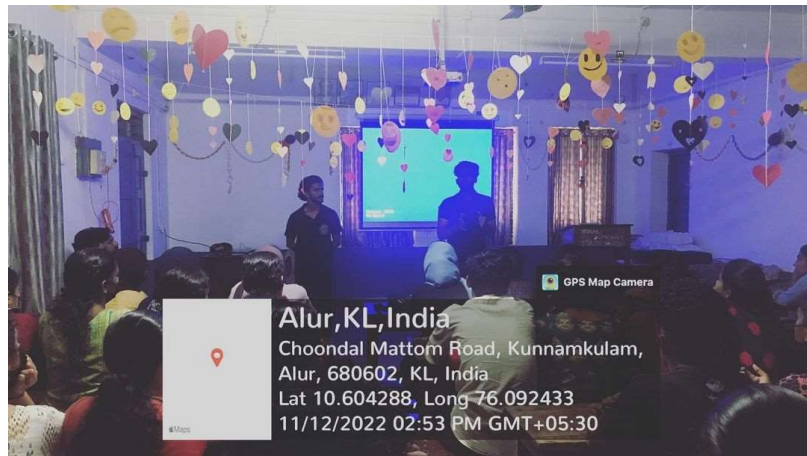 GPS Map Camera
Alur,KL,India
Choondal Mattom Road, Kunnamkulam,
Alur, 680602, KL, India
Lat 10.604288, Long 76.092433
11/12/2022 02:53 PM GMT+05:30
Maps